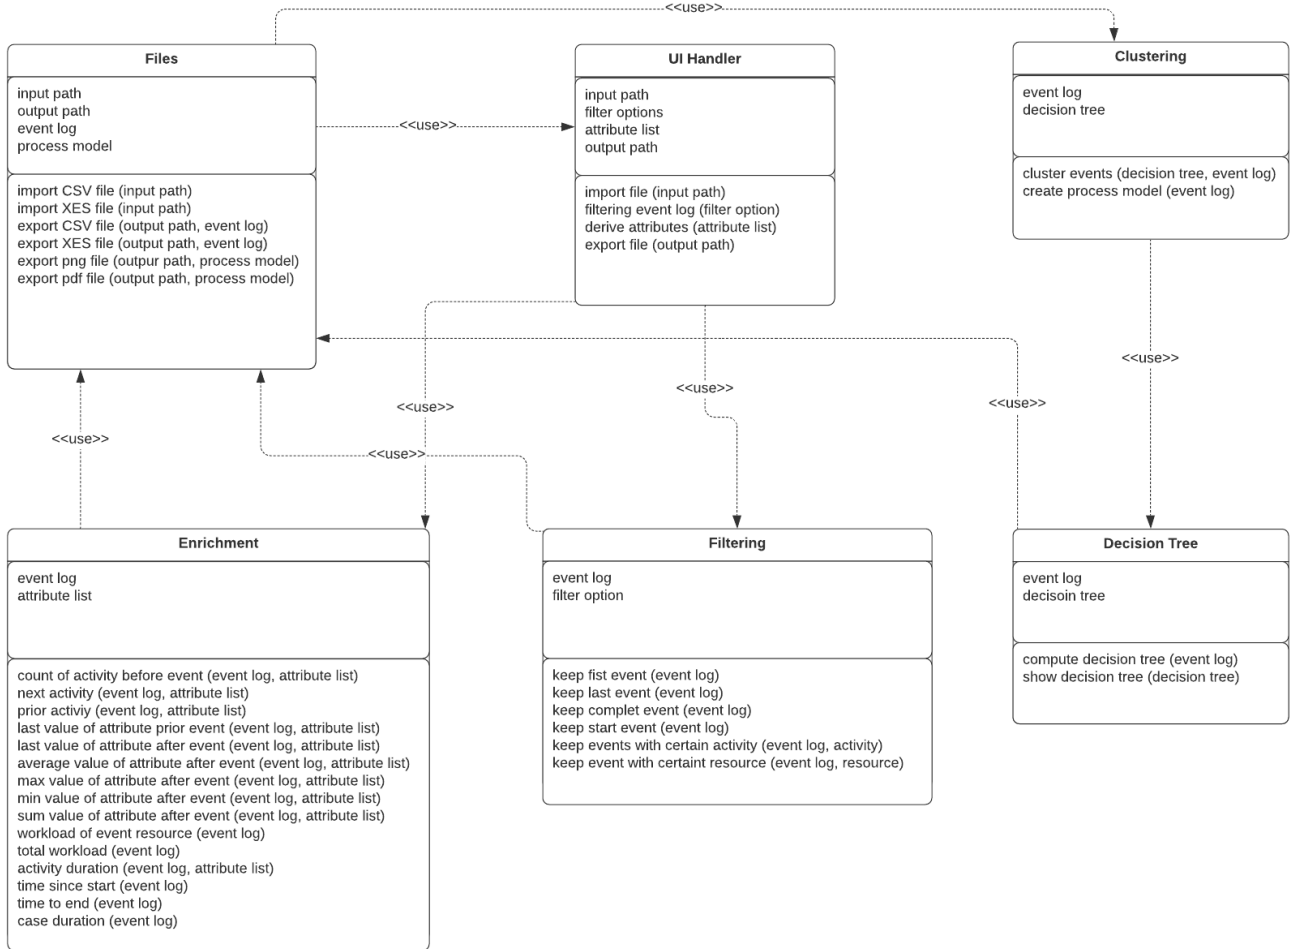 <<use>>
Files
input path
output path
event log
process model
import CSV file (input path)
import XES file (input path)
export CSV file (output path, event log)
export XES file (output path, event log)
export png file (outpur path, process model)
export pdf file (output path, process model)
<<use>>
UI Handler
input path
filter options
attribute list
output path
import file (input path)
filtering event log (filter option)
derive attributes (attribute list)
export file (output path)
Clustering
event log
decision tree
cluster events (decision tree, event log)
create process model (event log)
<<use>>
<<use>>
<<use>>
<<use>>
<<use>>
<<use>>
Enrichment
event log
attribute list
count of activity before event (event log, attribute list)
next activity (event log, attribute list)
prior activiy (event log, attribute list)
last value of attribute prior event (event log, attribute list)
last value of attribute after event (event log, attribute list)
average value of attribute after event (event log, attribute list)
max value of attribute after event (event log, attribute list)
min value of attribute after event (event log, attribute list)
sum value of attribute after event (event log, attribute list)
workload of event resource (event log)
total workload (event log)
activity duration (event log, attribute list)
time since start (event log)
time to end (event log)
case duration (event log)
Filtering
event log
filter option
keep fist event (event log)
keep last event (event log)
keep complet event (event log)
keep start event (event log)
keep events with certain activity (event log, activity)
keep event with certaint resource (event log, resource)
Decision Tree
event log
decisoin tree
compute decision tree (event log)
show decision tree (decision tree)